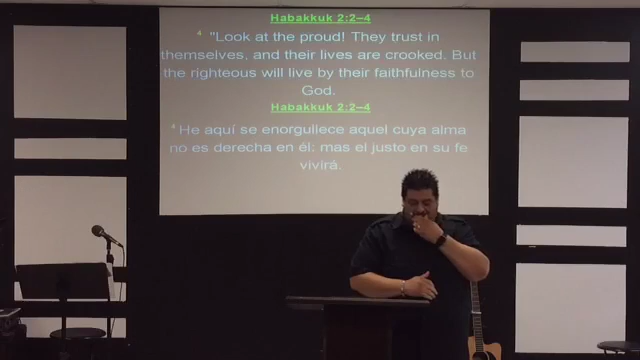 Habakkuk 2:2–4
4 "Look at the proud! They trust in
themselves, and their lives are crooked. But
the righteous will live by their faithfulness to
God.
Habakkuk 2:2–4
4 He aquí se enorgullece aquel cuya alma
no es derecha en él; mas el justo en su fe
vivirá.